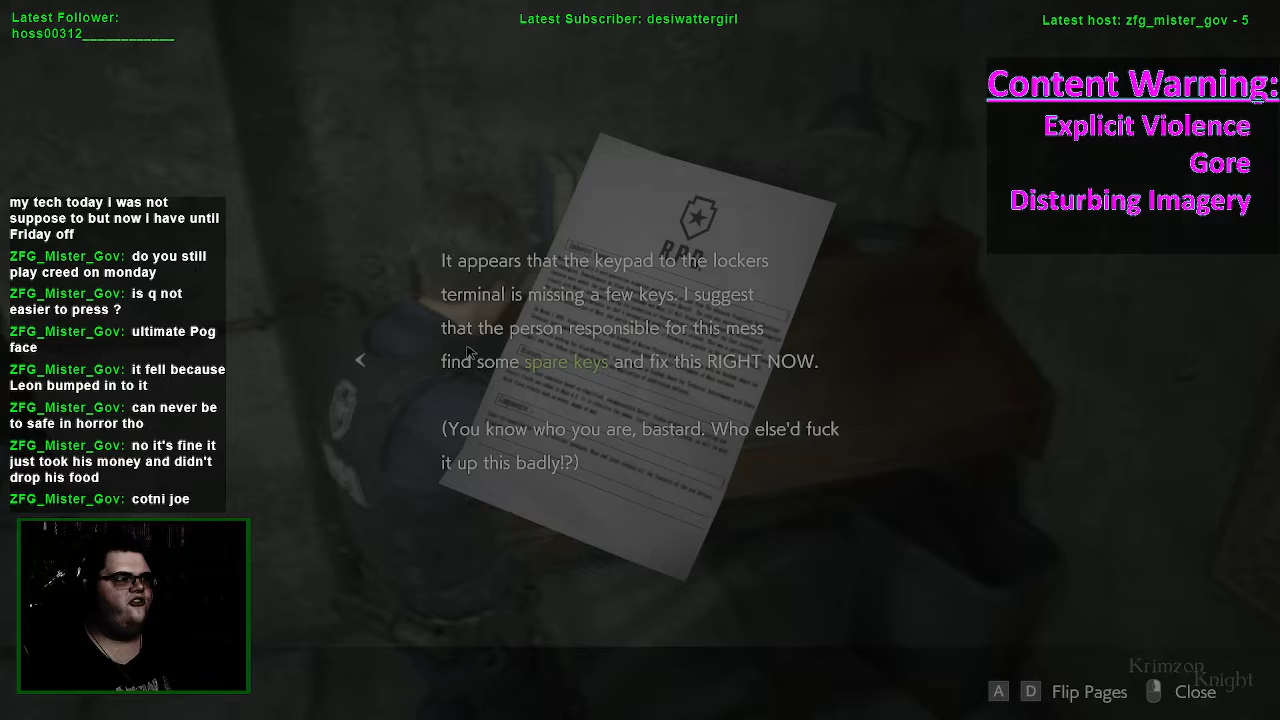 Latest Follower:
hoss00312____________
Latest Subscriber: desiwattergirl
Latest host: zfg_mister_gov - 5
Content Warning:
Explicit Violence
Gore
Disturbing Imagery
my tech today I was not
suppose to but now i have until
Friday off
ZFG_Mister_Gov: do you still
play creed on monday
ZFG_Mister_Gov: is q not
easier to press ?
ZFG_Mister_Gov: ultimate Pog
face
ZFG_Mister_Gov: it fell because
Leon bumped in to it
ZFG_Mister_Gov: can never be
to safe in horror tho
ZFG_Mister_Gov: no it's fine it
just took his money and didn't
drop his food
ZFG_Mister_Gov: cotni joe
R.P.D.
It appears that the keypad to the lockers
terminal is missing a few keys. I suggest
that the person responsible for this mess
find some spare keys and fix this RIGHT NOW.
(You know who you are, bastard. Who else'd fuck
it up this badly!?)
Krimzon
Knight
A D Flip Pages Close